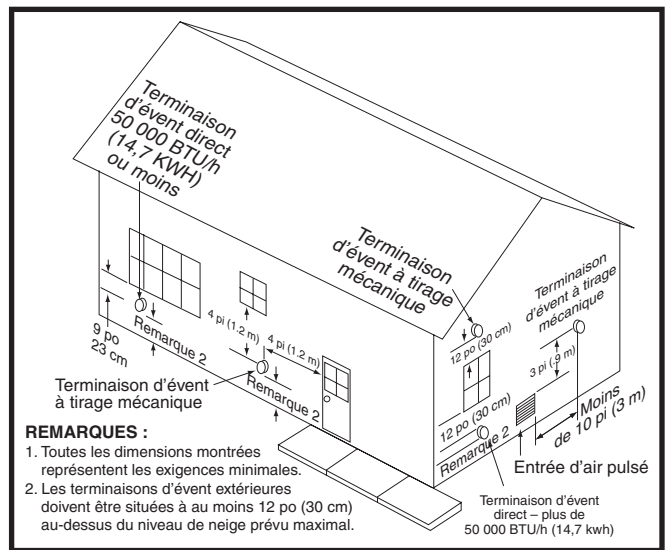 Terminaison
d'évent direct
50 000 BTU/h
(14,7 KWH)
ou moins
Terminaison
d'évent à tirage
mécanique
Terminaison
d'évent à tirage
mécanique
9 po
23 cm
Remarque 2
4 pi (1.2 m)
4 pi (1.2 m)
Remarque 2
12 po (30 cm)
3 pi (.9 m)
12 po (30 cm)
Remarque 2
Moins
de 10 pi (3 m)
Terminaison d'évent
à tirage mécanique
Entrée d'air pulsé
Terminaison d'évent
direct – plus de
50 000 BTU/h (14,7 kwh)
REMARQUES :
1. Toutes les dimensions montrées
représentent les exigences minimales.
2. Les terminaisons d'évent extérieures
doivent être situées à au moins 12 po (30 cm)
au-dessus du niveau de neige prévu maximal.